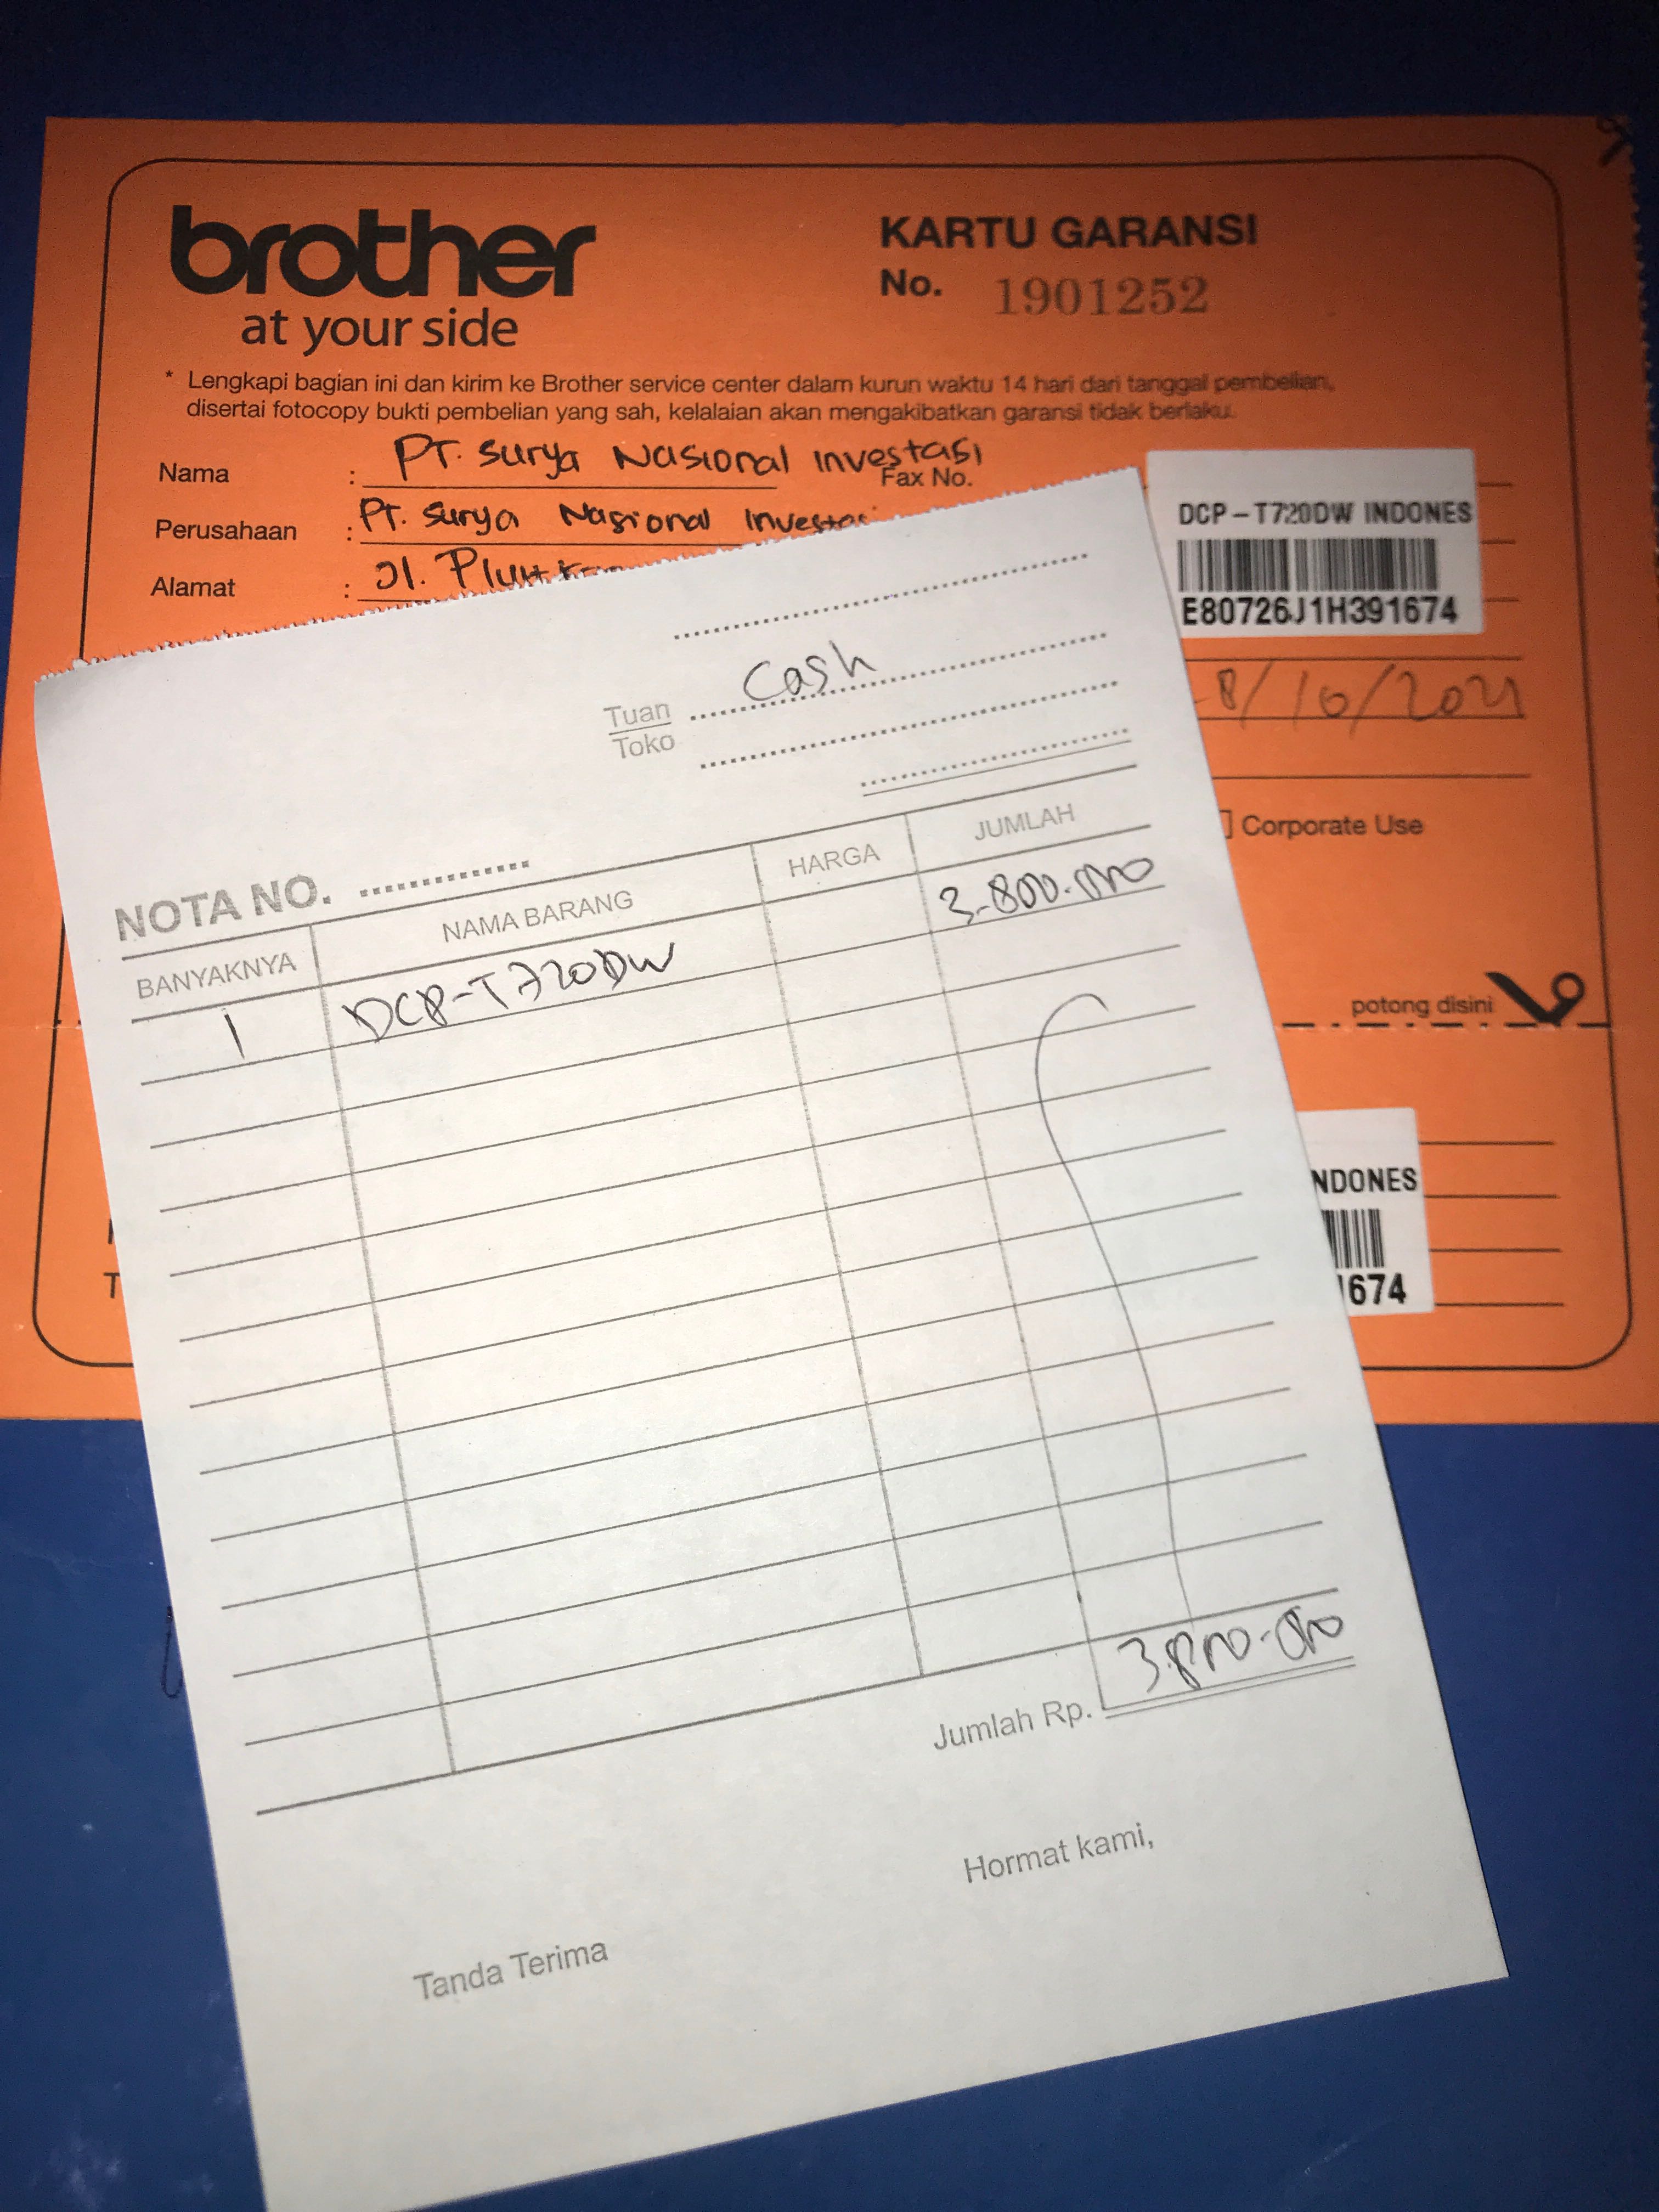 brother
at your side
KARTU GARANSI
No. 1901252
* Lengkapi bagian ini dan kirim ke Brother service center dalam kurun waktu 14 hari dari tanggal pembelian,
disertai fotocopy bukti pembelian yang sah, kelalaian akan mengakibatkan garansi tidak berlaku.
Nama : PT. Surya Nasional Investasi
Fax No.
Perusahaan : PT. Surya Nasional
Alamat : Jl.
DCP-T720DW INDONES
E80726J1H391674
8/10/2021
Corporate Use
potong disini
NDONES
674
Tuan Cash
Toko
NOTA NO.
BANYAKNYA NAMA BARANG HARGA JUMLAH
1 DCP-T720DW 3.800.000
Jumlah Rp. 3.800.000
Tanda Terima Hormat kami,